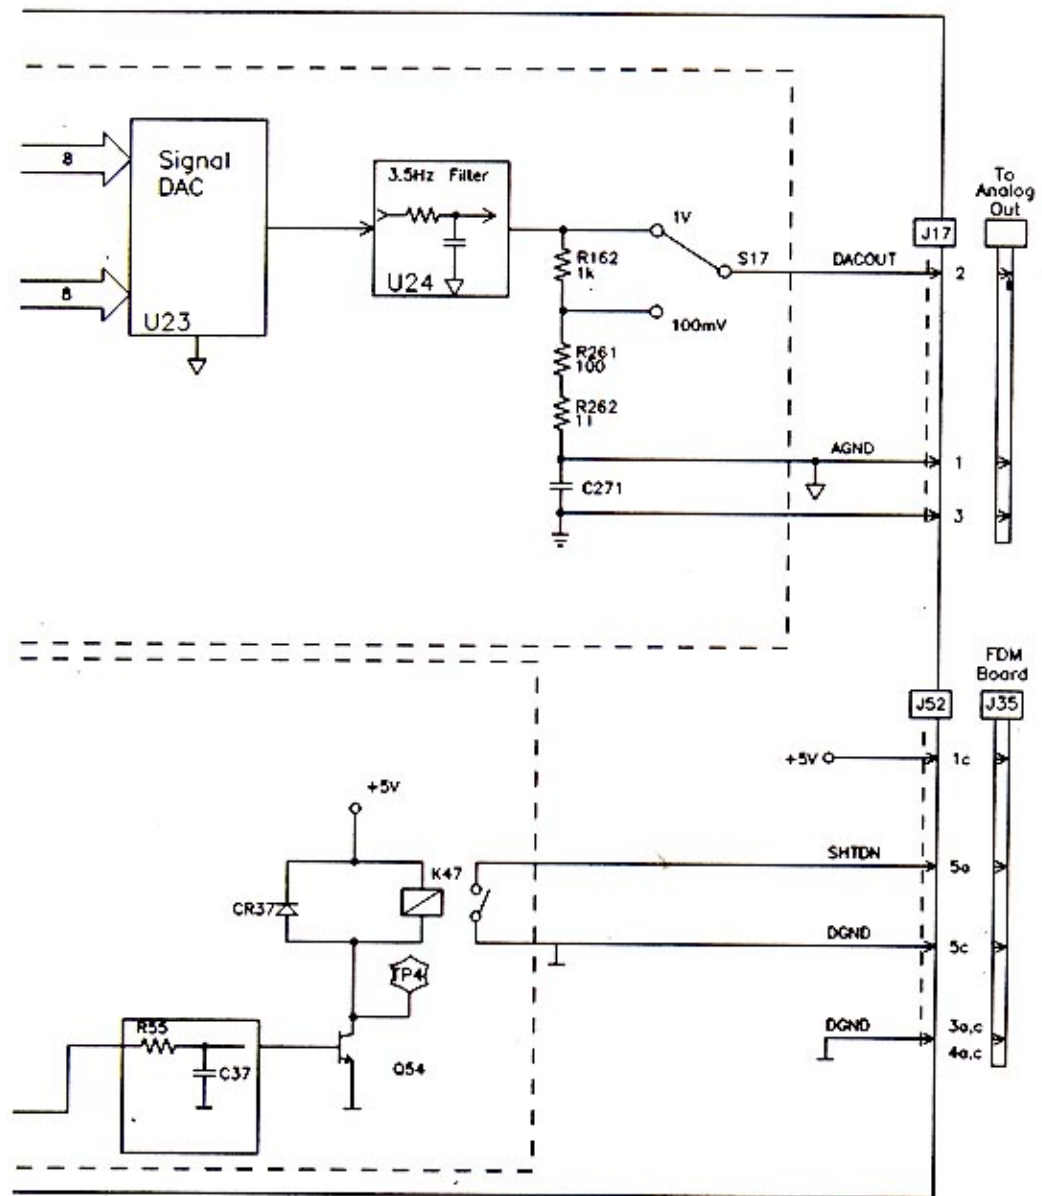 8
Signal
DAC
U23
8
3.5Hz Filter
U24
R162
1k
R261
100
R262
11
C271
1V
S17
100mV
DACOUT
AGND
J17
To
Analog
Out
2
1
3
FDM
Board
J52
J35
+5V
1c
SHTDN
5a
DGND
5c
DGND
3a,c
4a,c
+5V
CR37
K47
TP4
R55
C37
Q54